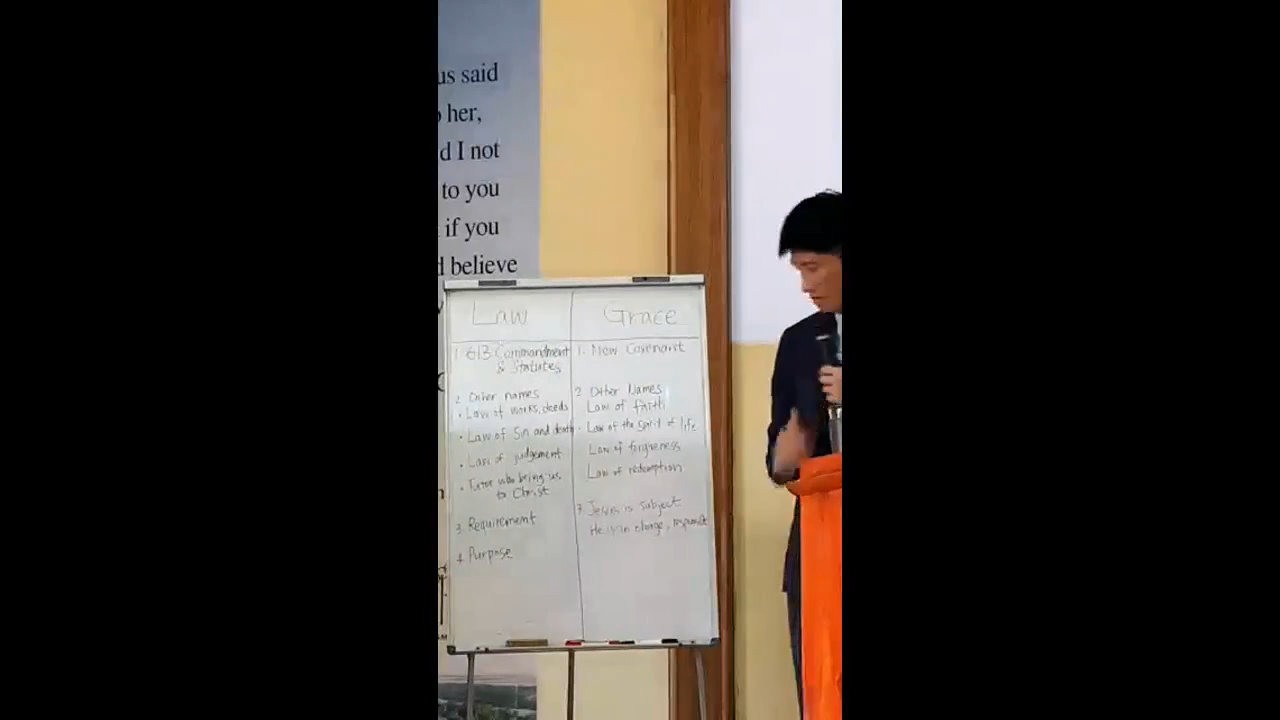 us said
her,
d I not
to you
if you
d believe
Law
1. 613 Commandment
& Statutes
2. Other names
• Law of works, deeds
• Law of Sin and death
• Law of judgement
• Tutor who bring us,
to Christ
3. Requirement
4. Purpose
Grace
1. New Covenant
2 Other Names
Law of faith
• Law of the Spirit of life
Law of forgiveness
Law of redemption
3. Jesus is subject
He is in charge,